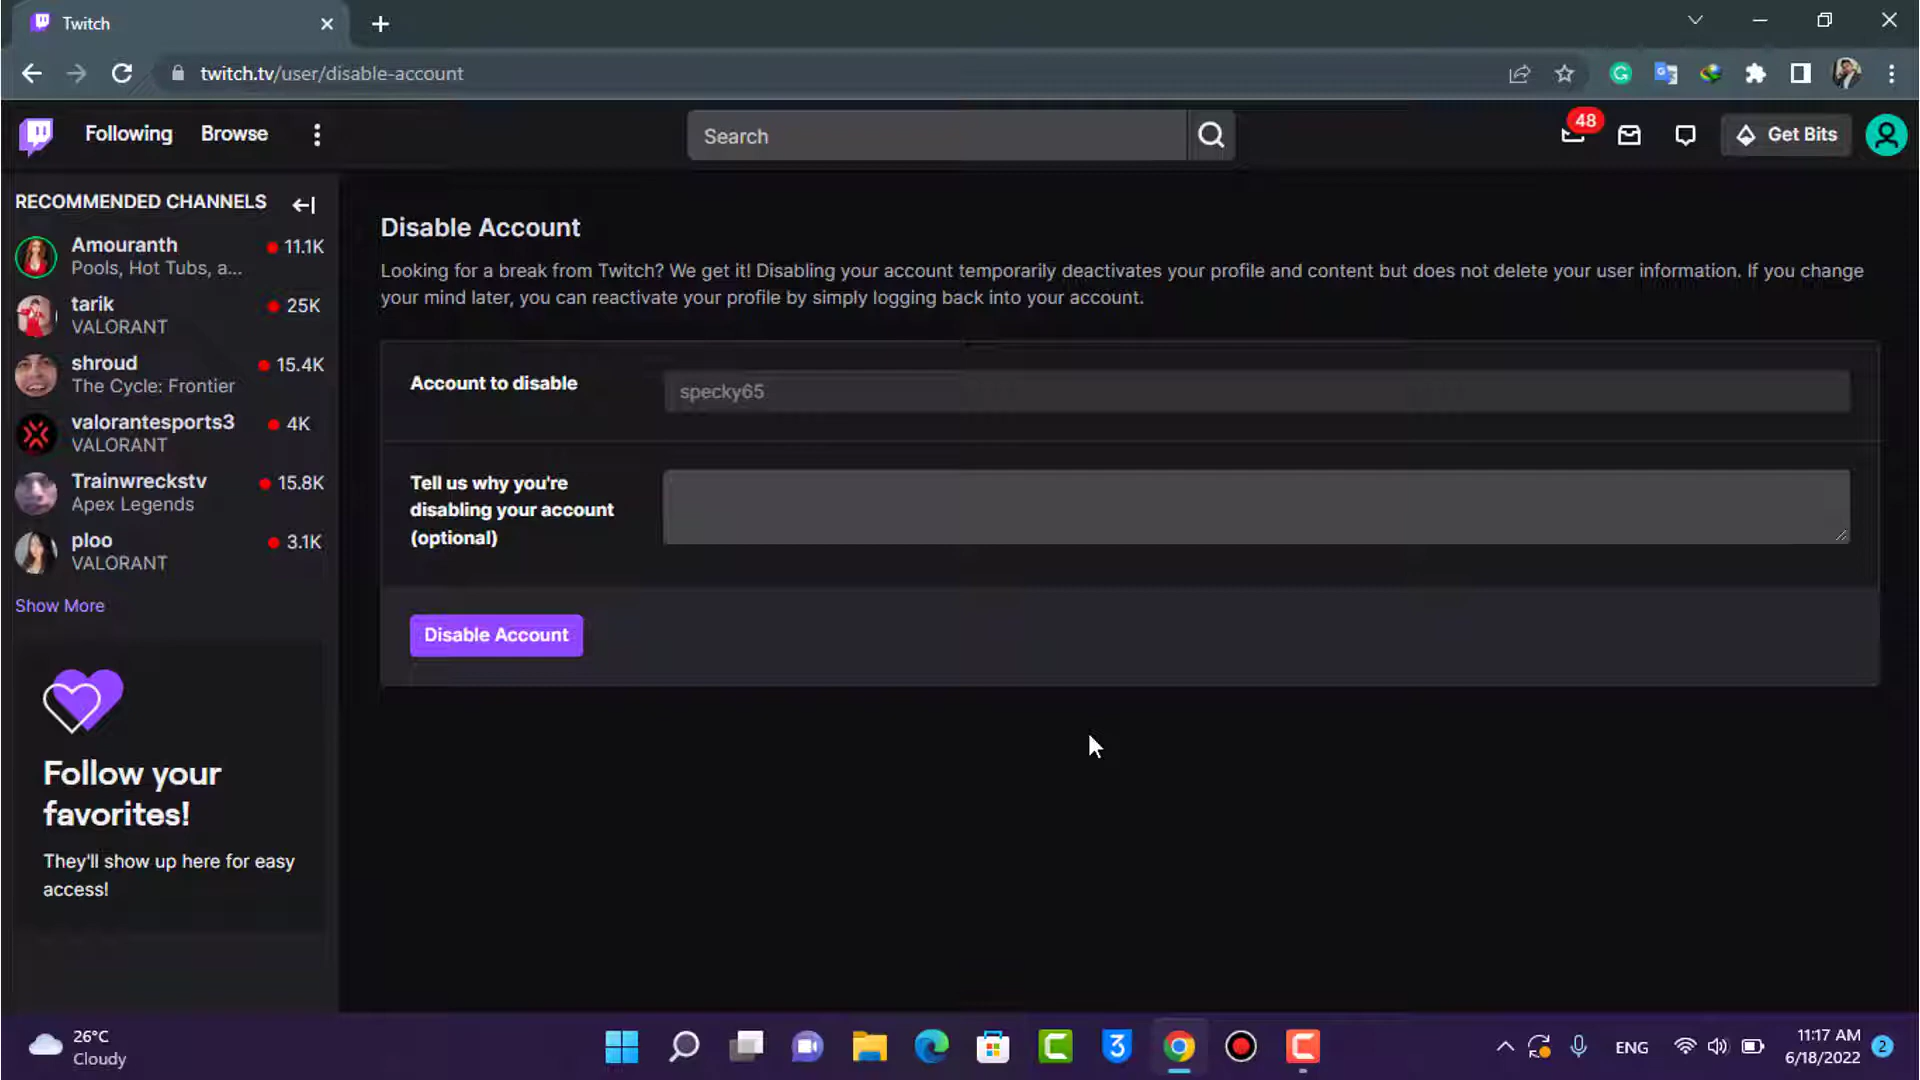 Twitch
twitch.tv/user/disable-account
Following
Browse
Search
48
Get Bits
RECOMMENDED CHANNELS
Amouranth
11.1K
Pools, Hot Tubs, a...
tarik
25K
VALORANT
shroud
15.4K
The Cycle: Frontier
valorantesports3
4K
VALORANT
Trainwreckstv
15.8K
Apex Legends
ploo
3.1K
VALORANT
Show More
Follow your
favorites!
They'll show up here for easy
access!
Disable Account
Looking for a break from Twitch? We get it! Disabling your account temporarily deactivates your profile and content but does not delete your user information. If you change
your mind later, you can reactivate your profile by simply logging back into your account.
Account to disable
specky65
Tell us why you're
disabling your account
(optional)
Disable Account
26°C
Cloudy
3
ENG
11:17 AM
6/18/2022
2